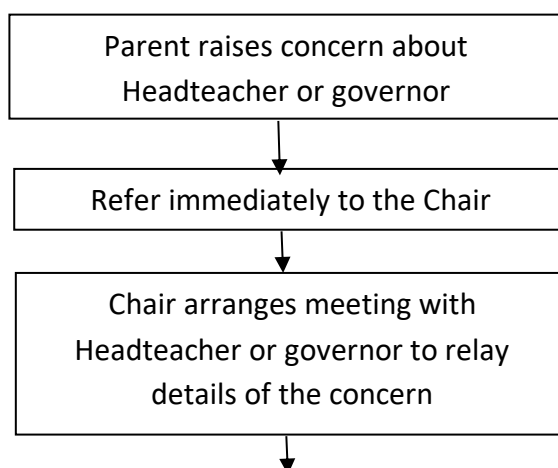 Parent raises concern about
Headteacher or governor
Refer immediately to the Chair
Chair arranges meeting with
Headteacher or governor to relay
details of the concern